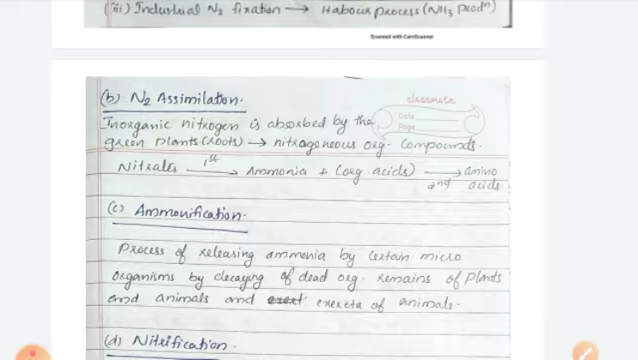 (iii) Industrial N2 fixation → Habour process (NH3 prodⁿ)
Scanned with CamScanner
classmate
Date
Page
(b) N2 Assimilation.
Inorganic nitrogen is absorbed by the
green plants (roots) → nitrogeneous org. compounds.
Nitrates 1st → Ammonia + (org acids) → 2nd amino acids
(c) Ammonification.
Process of releasing ammonia by certain micro
organisms by decaying of dead org. remains of plants
and animals and excreta of animals.
(d) Nitrification.